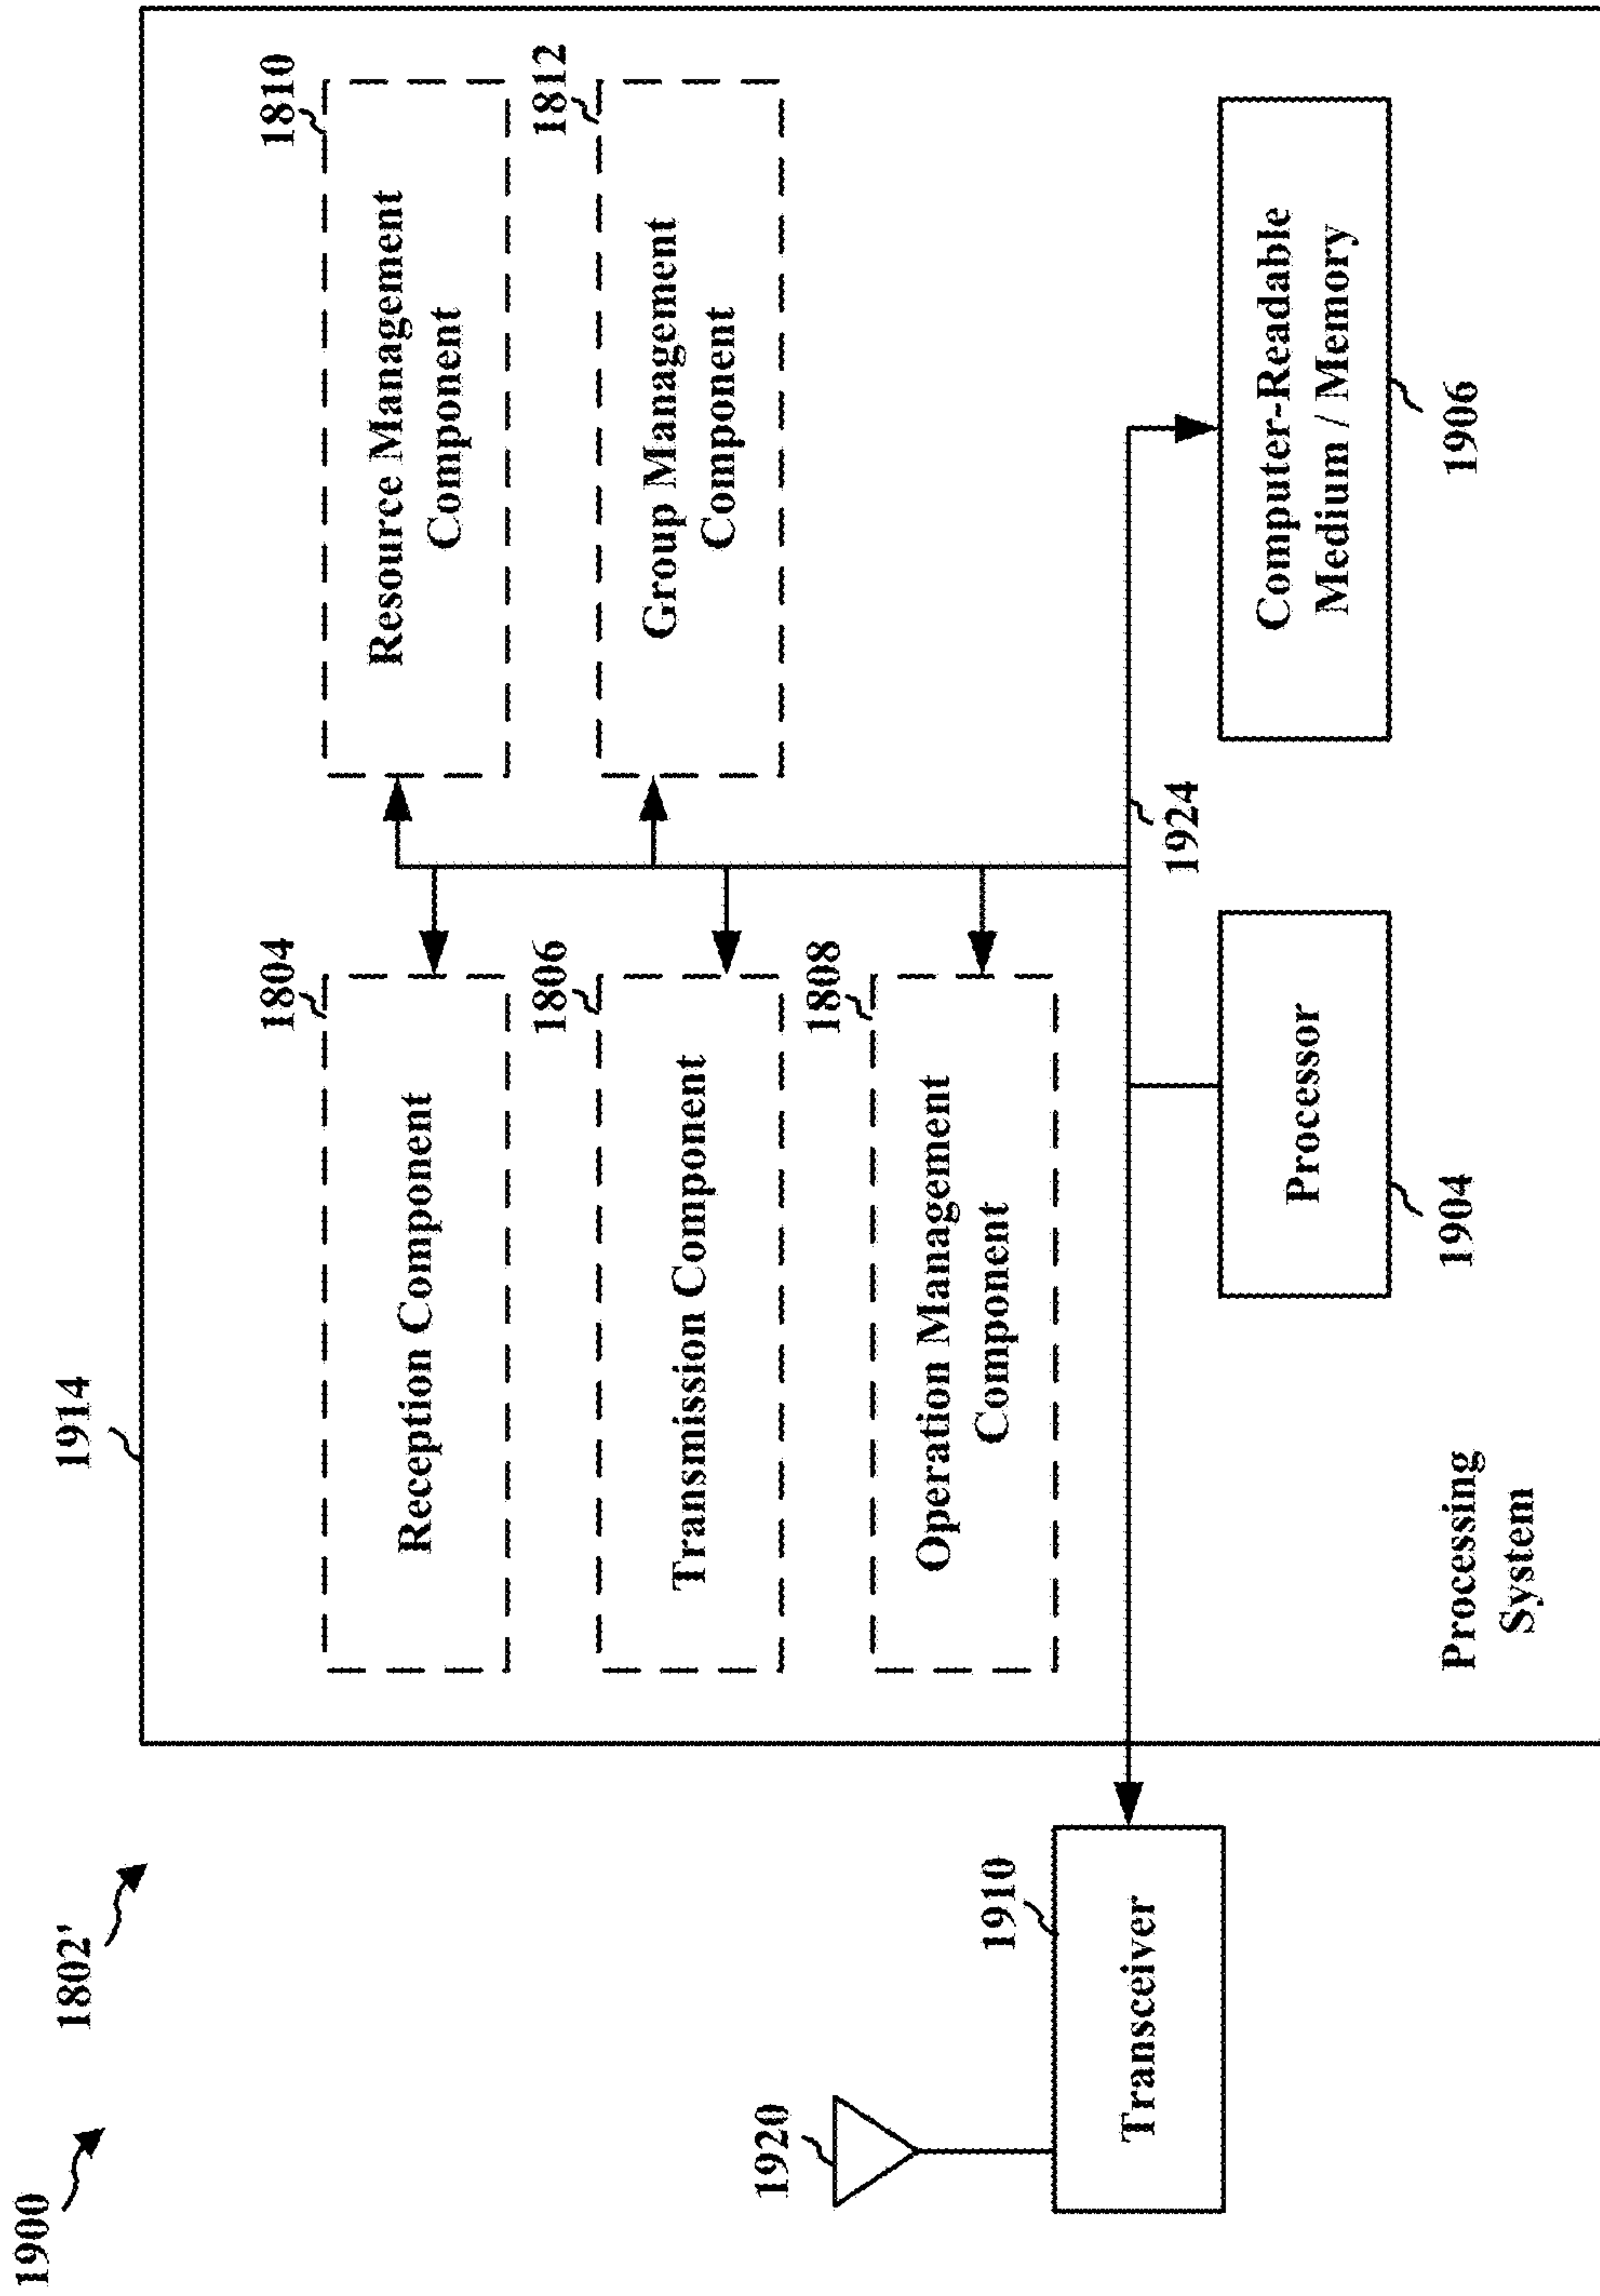 1900
1802'
1914
1804
Reception Component
1810
Resource Management
Component
1806
Transmission Component
1812
Group Management
Component
1808
Operation Management
Component
1920
1910
Transceiver
1924
Processor
1904
Computer-Readable
Medium / Memory
1906
Processing
System